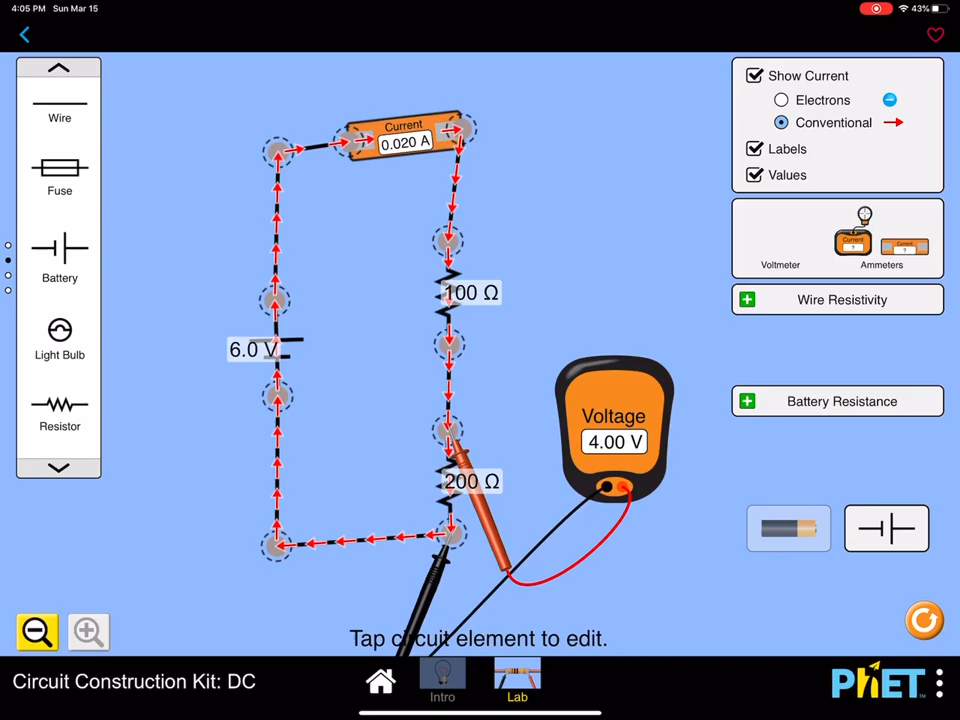 4:05 PM Sun Mar 15
43%
Wire
Fuse
Battery
Light Bulb
Resistor
Current
0.020 A
100 Ω
6.0 V
200 Ω
Voltage
4.00 V
Show Current
Electrons
Conventional
Labels
Values
Current
?
Current
?
Voltmeter
Ammeters
Wire Resistivity
Battery Resistance
Tap circuit element to edit.
Circuit Construction Kit: DC
Intro
Lab
PhET